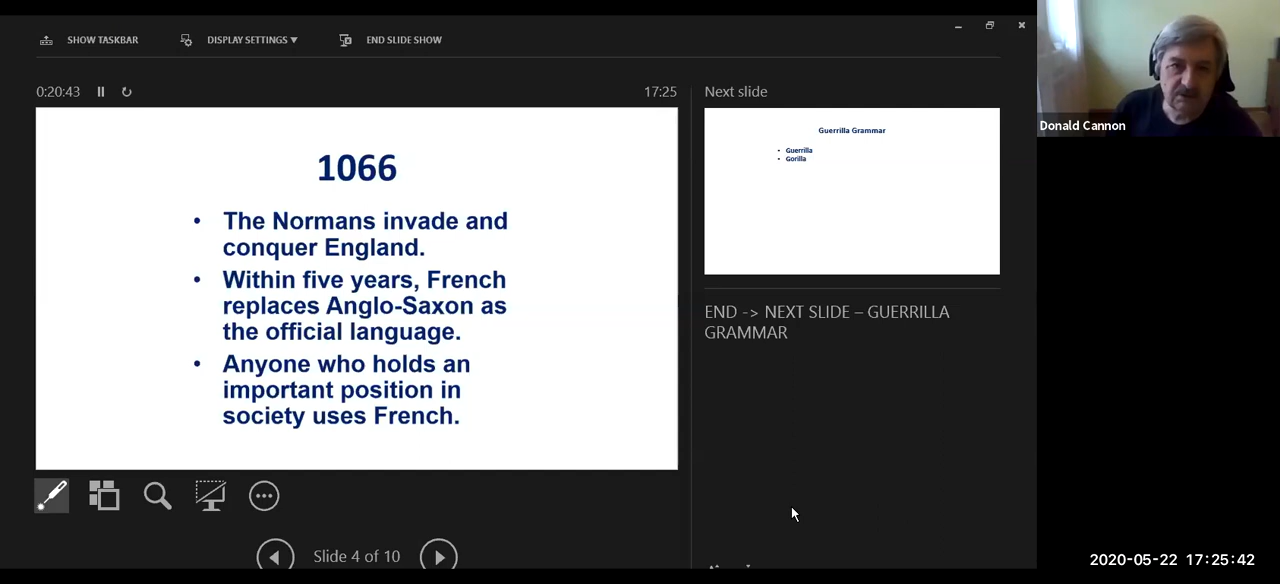 SHOW TASKBAR
DISPLAY SETTINGS ▼
END SLIDE SHOW
0:20:43
17:25
Next slide
1066
• The Normans invade and
conquer England.
• Within five years, French
replaces Anglo-Saxon as
the official language.
• Anyone who holds an
important position in
society uses French.
Guerrilla Grammar
• Guerrilla
• Gorilla
END -> NEXT SLIDE – GUERRILLA
GRAMMAR
Slide 4 of 10
Donald Cannon
2020-05-22 17:25:42